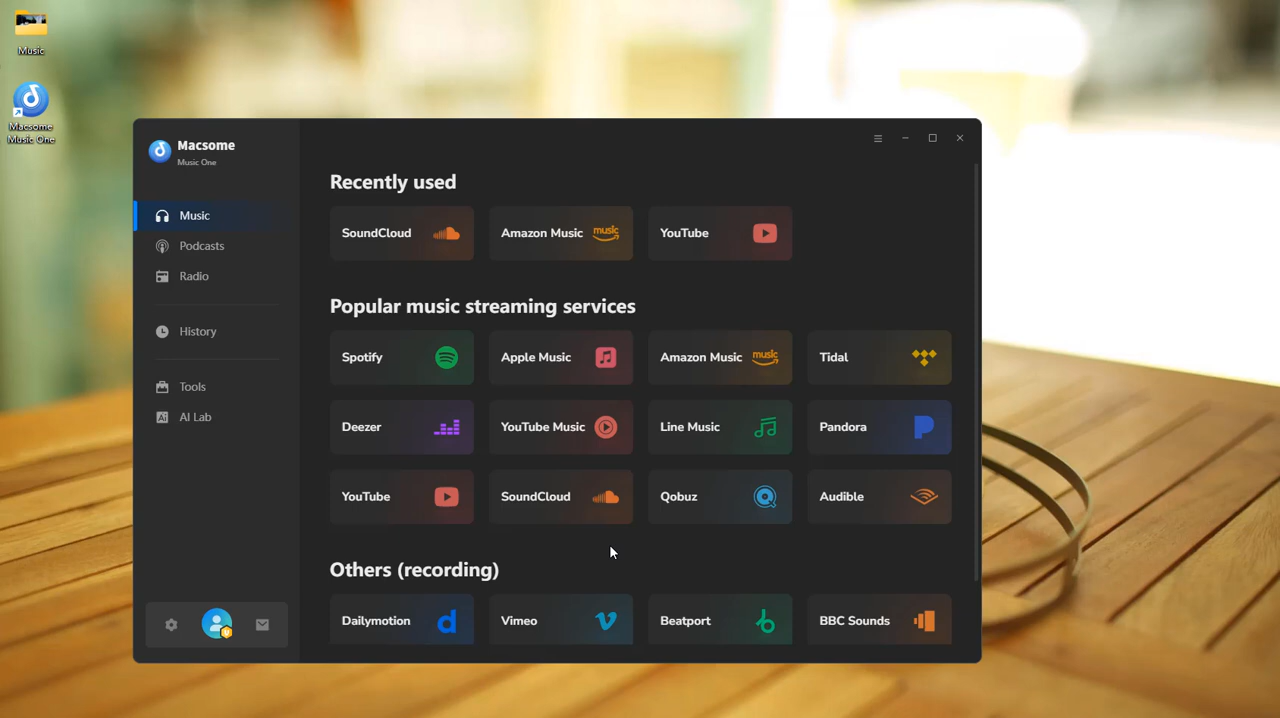 Music
Macsome
Music One
Macsome
Music One
Music
Podcasts
Radio
History
Tools
AI Lab
Recently used
SoundCloud
Amazon Music music
YouTube
Popular music streaming services
Spotify
Apple Music
Amazon Music music
Tidal
Deezer
YouTube Music
Line Music
Pandora
YouTube
SoundCloud
Qobuz
Audible
Others (recording)
Dailymotion
Vimeo
Beatport
BBC Sounds